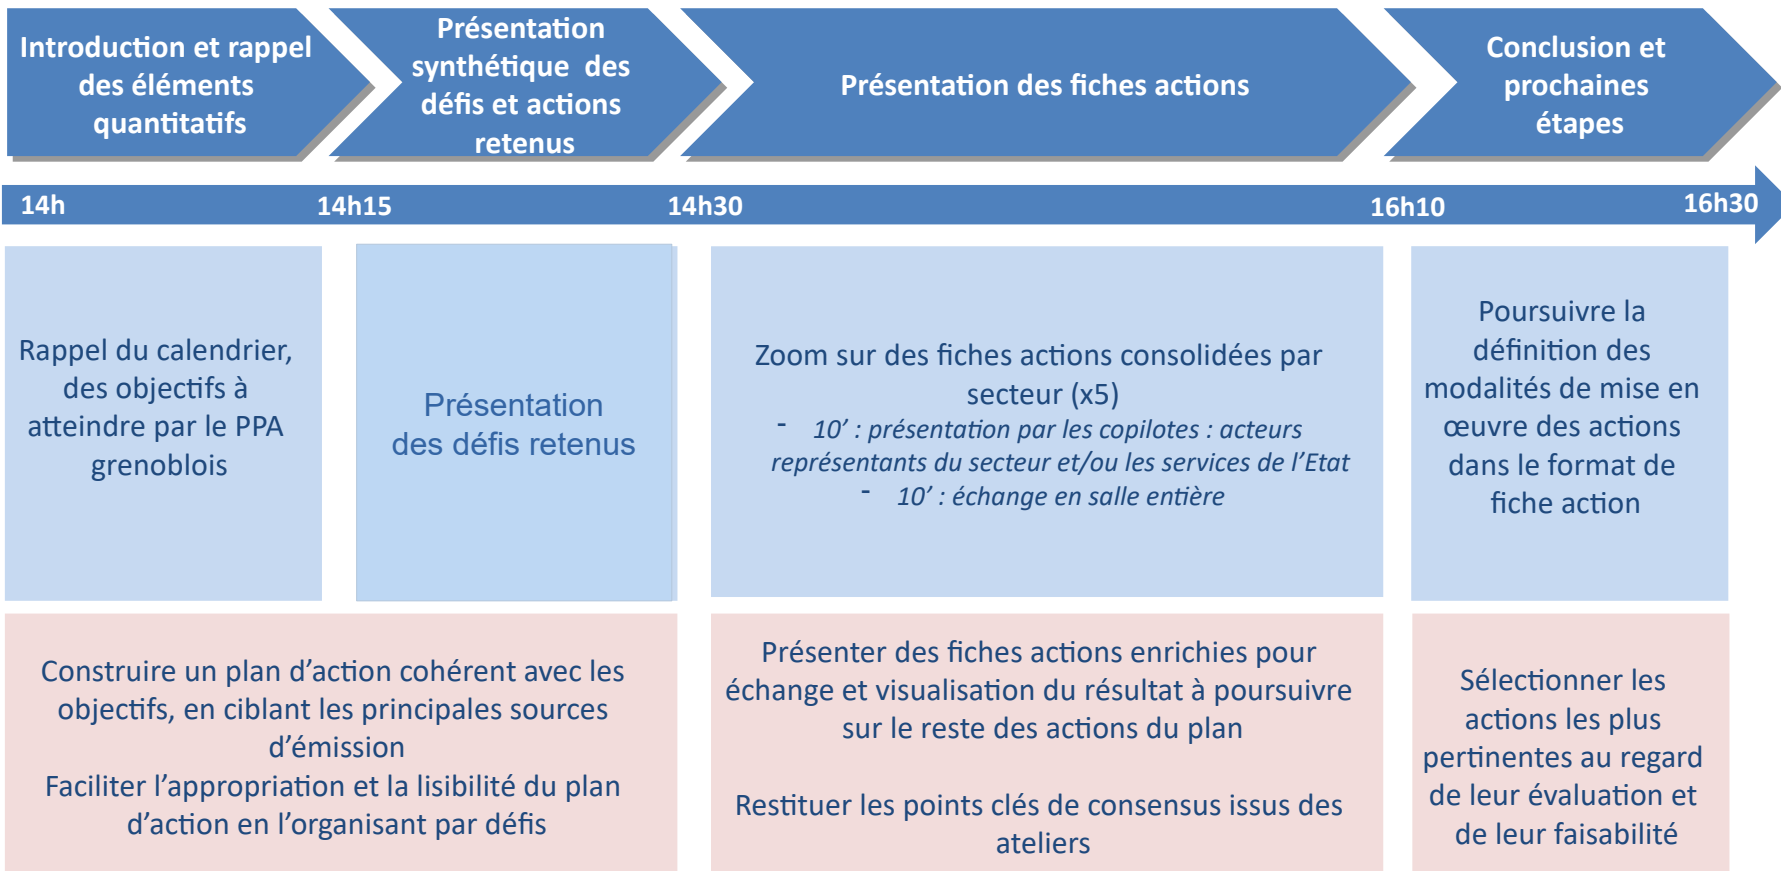 Introduction et rappel
des éléments
quantitatifs
Présentation
synthétique  des
défis et actions
retenus
Présentation des fiches actions
Conclusion et
prochaines
étapes
14h
14h15
14h30
16h10
16h30
Rappel du calendrier,
des objectifs à
atteindre par le PPA
grenoblois
Présentation
des défis retenus
Zoom sur des fiches actions consolidées par
secteur (x5)
- 10’ : présentation par les copilotes : acteurs
représentants du secteur et/ou les services de l’Etat
- 10’ : échange en salle entière
Poursuivre la
définition des
modalités de mise en
œuvre des actions
dans le format de
fiche action
Construire un plan d’action cohérent avec les
objectifs, en ciblant les principales sources
d’émission
Faciliter l’appropriation et la lisibilité du plan
d’action en l’organisant par défis
Présenter des fiches actions enrichies pour
échange et visualisation du résultat à poursuivre
sur le reste des actions du plan
Restituer les points clés de consensus issus des
ateliers
Sélectionner les
actions les plus
pertinentes au regard
de leur évaluation et
de leur faisabilité